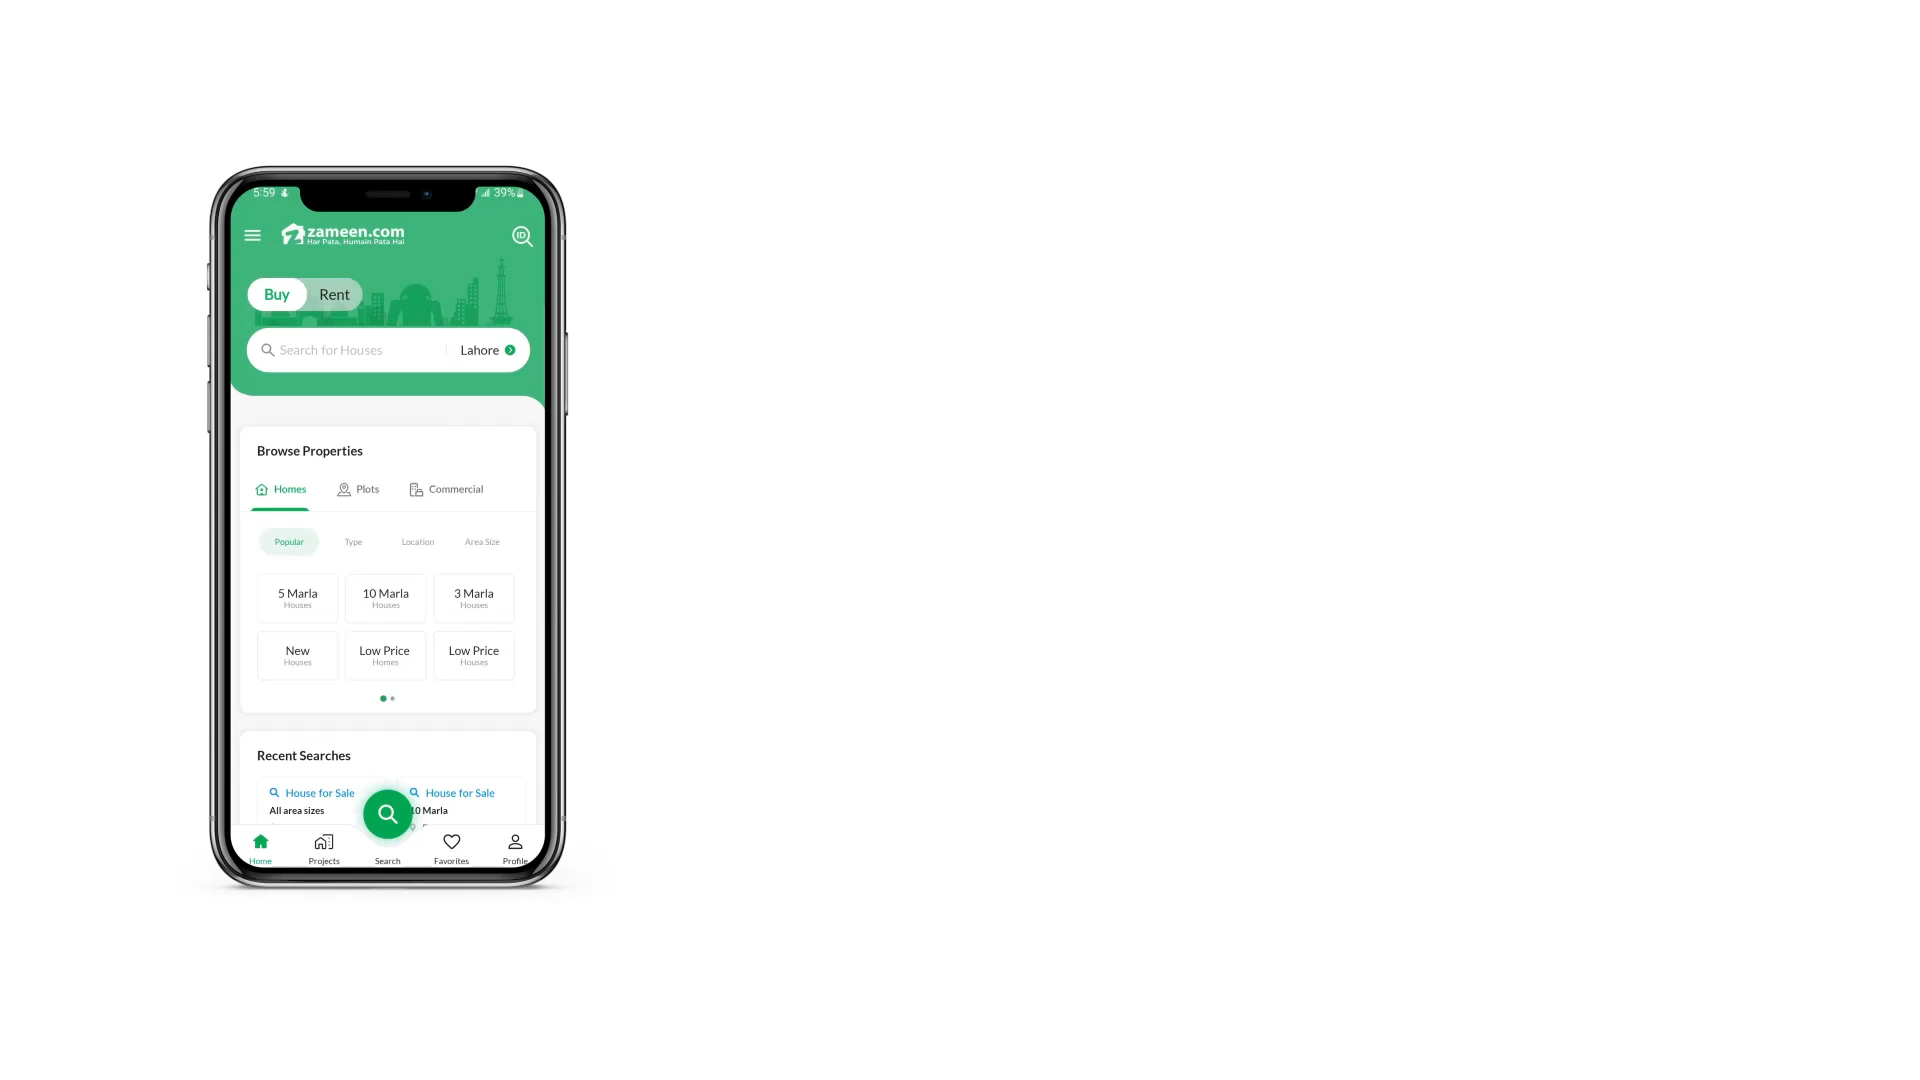 5:59
39%
zameen.com
Har Pata, Humain Pata Hai
ID
Buy
Rent
Search for Houses
Lahore
Browse Properties
Homes
Plots
Commercial
Popular
Type
Location
Area Size
5 Marla
Houses
10 Marla
Houses
3 Marla
Houses
New
Houses
Low Price
Homes
Low Price
Houses
Recent Searches
House for Sale
All area sizes
House for Sale
10 Marla
Home
Projects
Search
Favorites
Profile